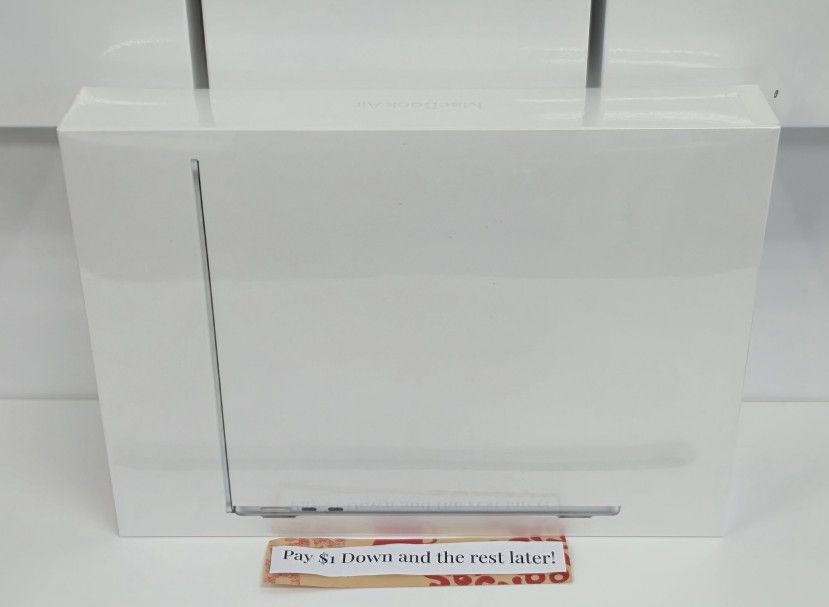 MacBook Air
Pay $1 Down and the rest later!